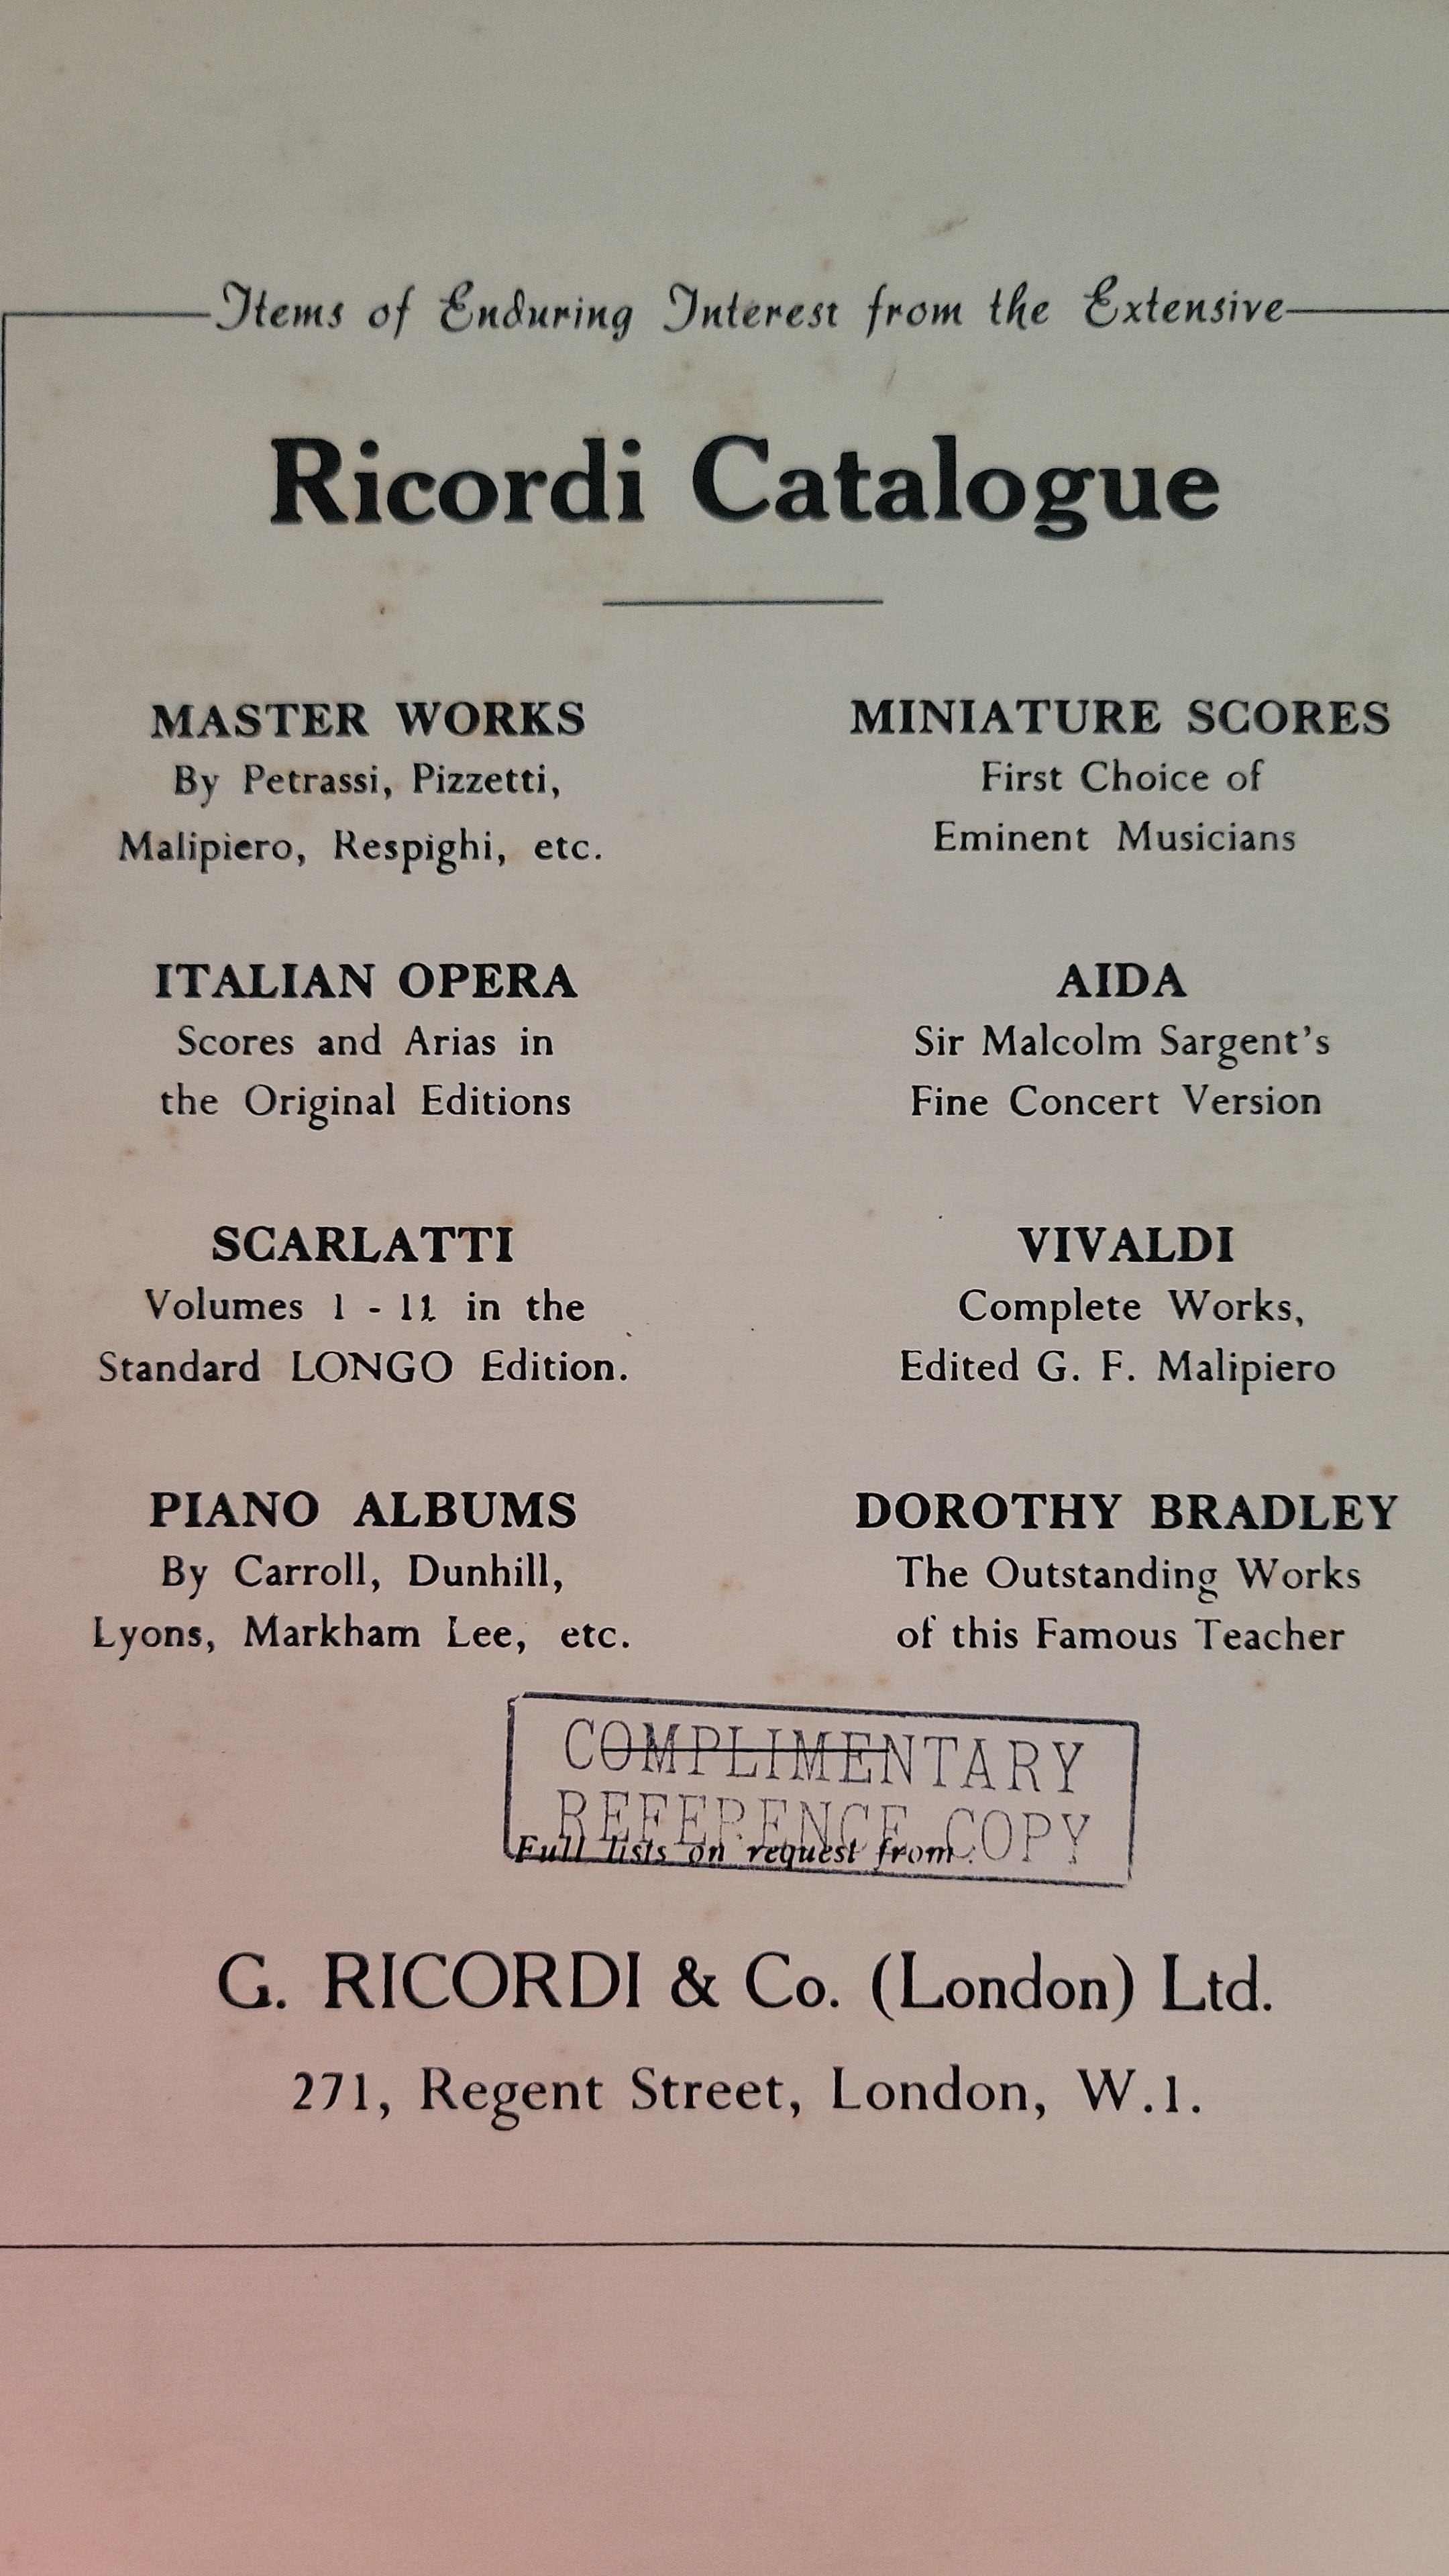 Items of Enduring Interest from the Extensive
Ricordi Catalogue
MASTER WORKS
By Petrassi, Pizzetti,
Malipiero, Respighi, etc.
MINIATURE SCORES
First Choice of
Eminent Musicians
ITALIAN OPERA
Scores and Arias in
the Original Editions
AIDA
Sir Malcolm Sargent's
Fine Concert Version
SCARLATTI
Volumes 1 - 11 in the
Standard LONGO Edition.
VIVALDI
Complete Works,
Edited G. F. Malipiero
PIANO ALBUMS
By Carroll, Dunhill,
Lyons, Markham Lee, etc.
DOROTHY BRADLEY
The Outstanding Works
of this Famous Teacher
COMPLIMENTARY
REFERENCE COPY
Full lists on request from:
G. RICORDI & Co. (London) Ltd.
271, Regent Street, London, W.1.